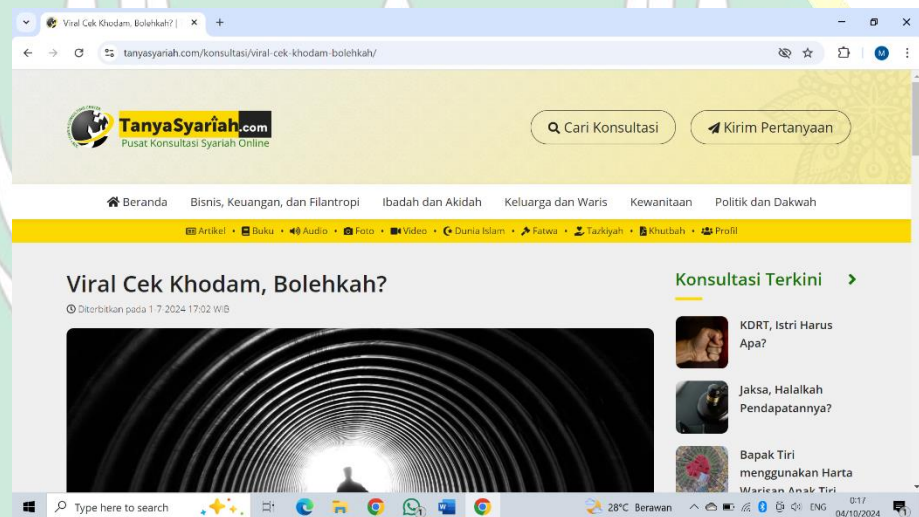 Viral Cek Khodam, Bolehkah? |
tanyasyariah.com/konsultasi/viral-cek-khodam-bolehkah/
M
TanyaSyariah.com
Pusat Konsultasi Syariah Online
Cari Konsultasi
Kirim Pertanyaan
Beranda Bisnis, Keuangan, dan Filantropi Ibadah dan Akidah Keluarga dan Waris Kewanitaan Politik dan Dakwah
Artikel • Buku • Audio • Foto • Video • Dunia Islam • Fatwa • Tazkiyah • Khutbah • Profil
Viral Cek Khodam, Bolehkah?
Diterbitkan pada 1-7-2024 17:02 WIB
Konsultasi Terkini
KDRT, Istri Harus
Apa?
Jaksa, Halalkah
Pendapatannya?
Bapak Tiri
menggunakan Harta
Warisan Anak Tiri
Type here to search
28°C Berawan
ENG
0:17
04/10/2024